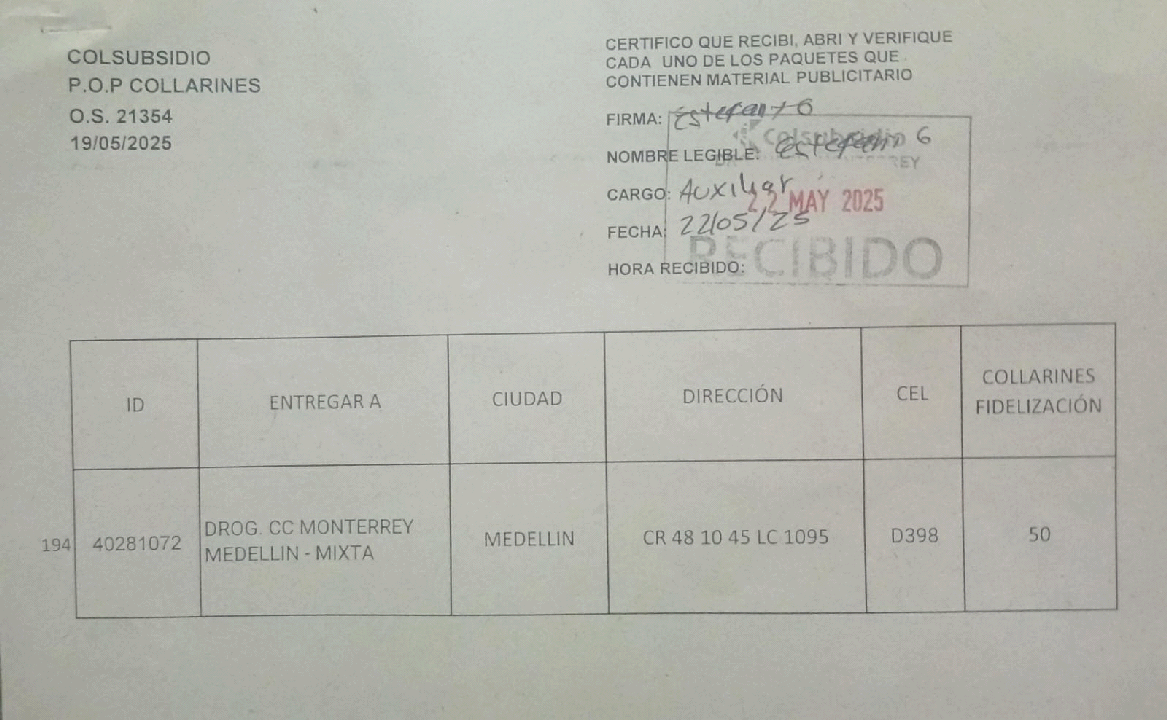 COLSUBSIDIO
P.O.P COLLARINES
O.S. 21354
19/05/2025
CERTIFICO QUE RECIBI, ABRI Y VERIFIQUE
CADA UNO DE LOS PAQUETES QUE
CONTIENEN MATERIAL PUBLICITARIO
FIRMA:
NOMBRE LEGIBLE:
Colsubsidio
CARGO: Auxiliar
22 MAY 2025
FECHA: 22/05/25
HORA RECIBIDO:
RECIBIDO
ID ENTREGAR A CIUDAD DIRECCIÓN CEL COLLARINES FIDELIZACIÓN
194 40281072 DROG. CC MONTERREY MEDELLIN - MIXTA MEDELLIN CR 48 10 45 LC 1095 D398 50